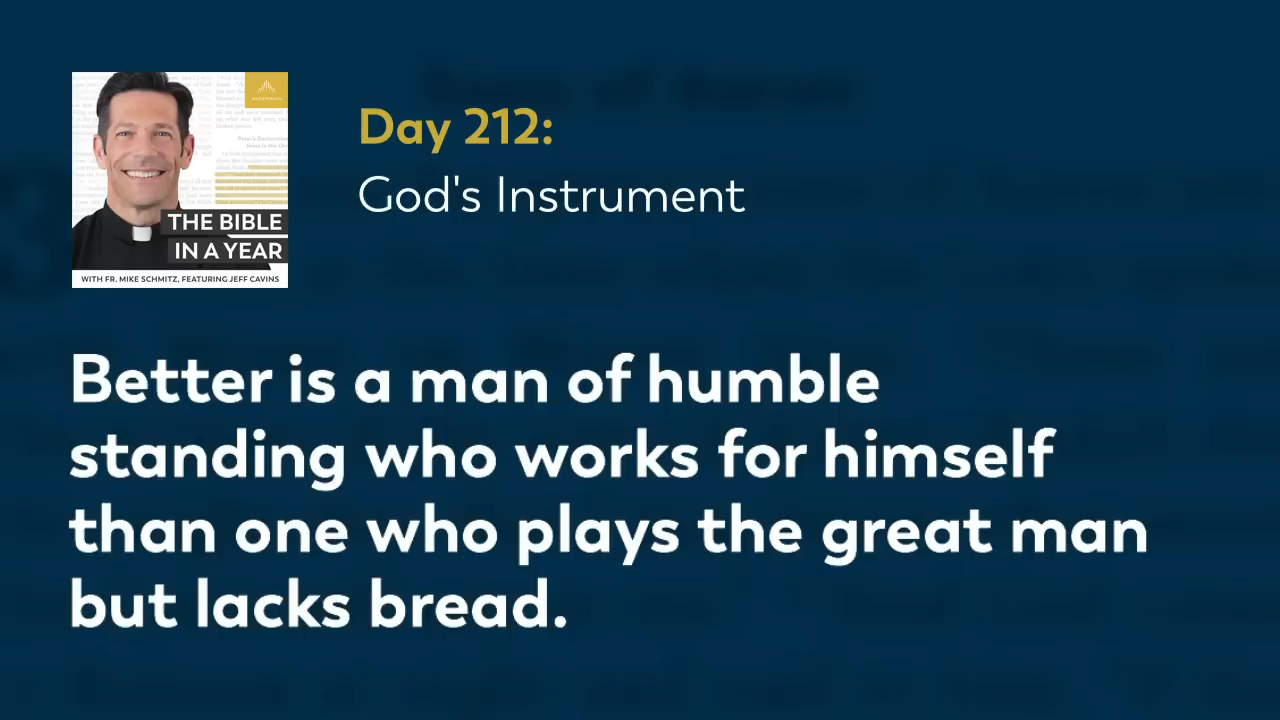 Day 212:
God's Instrument
THE BIBLE
IN A YEAR
WITH FR. MIKE SCHMITZ, FEATURING JEFF CAVINS
Better is a man of humble
standing who works for himself
than one who plays the great man
but lacks bread.